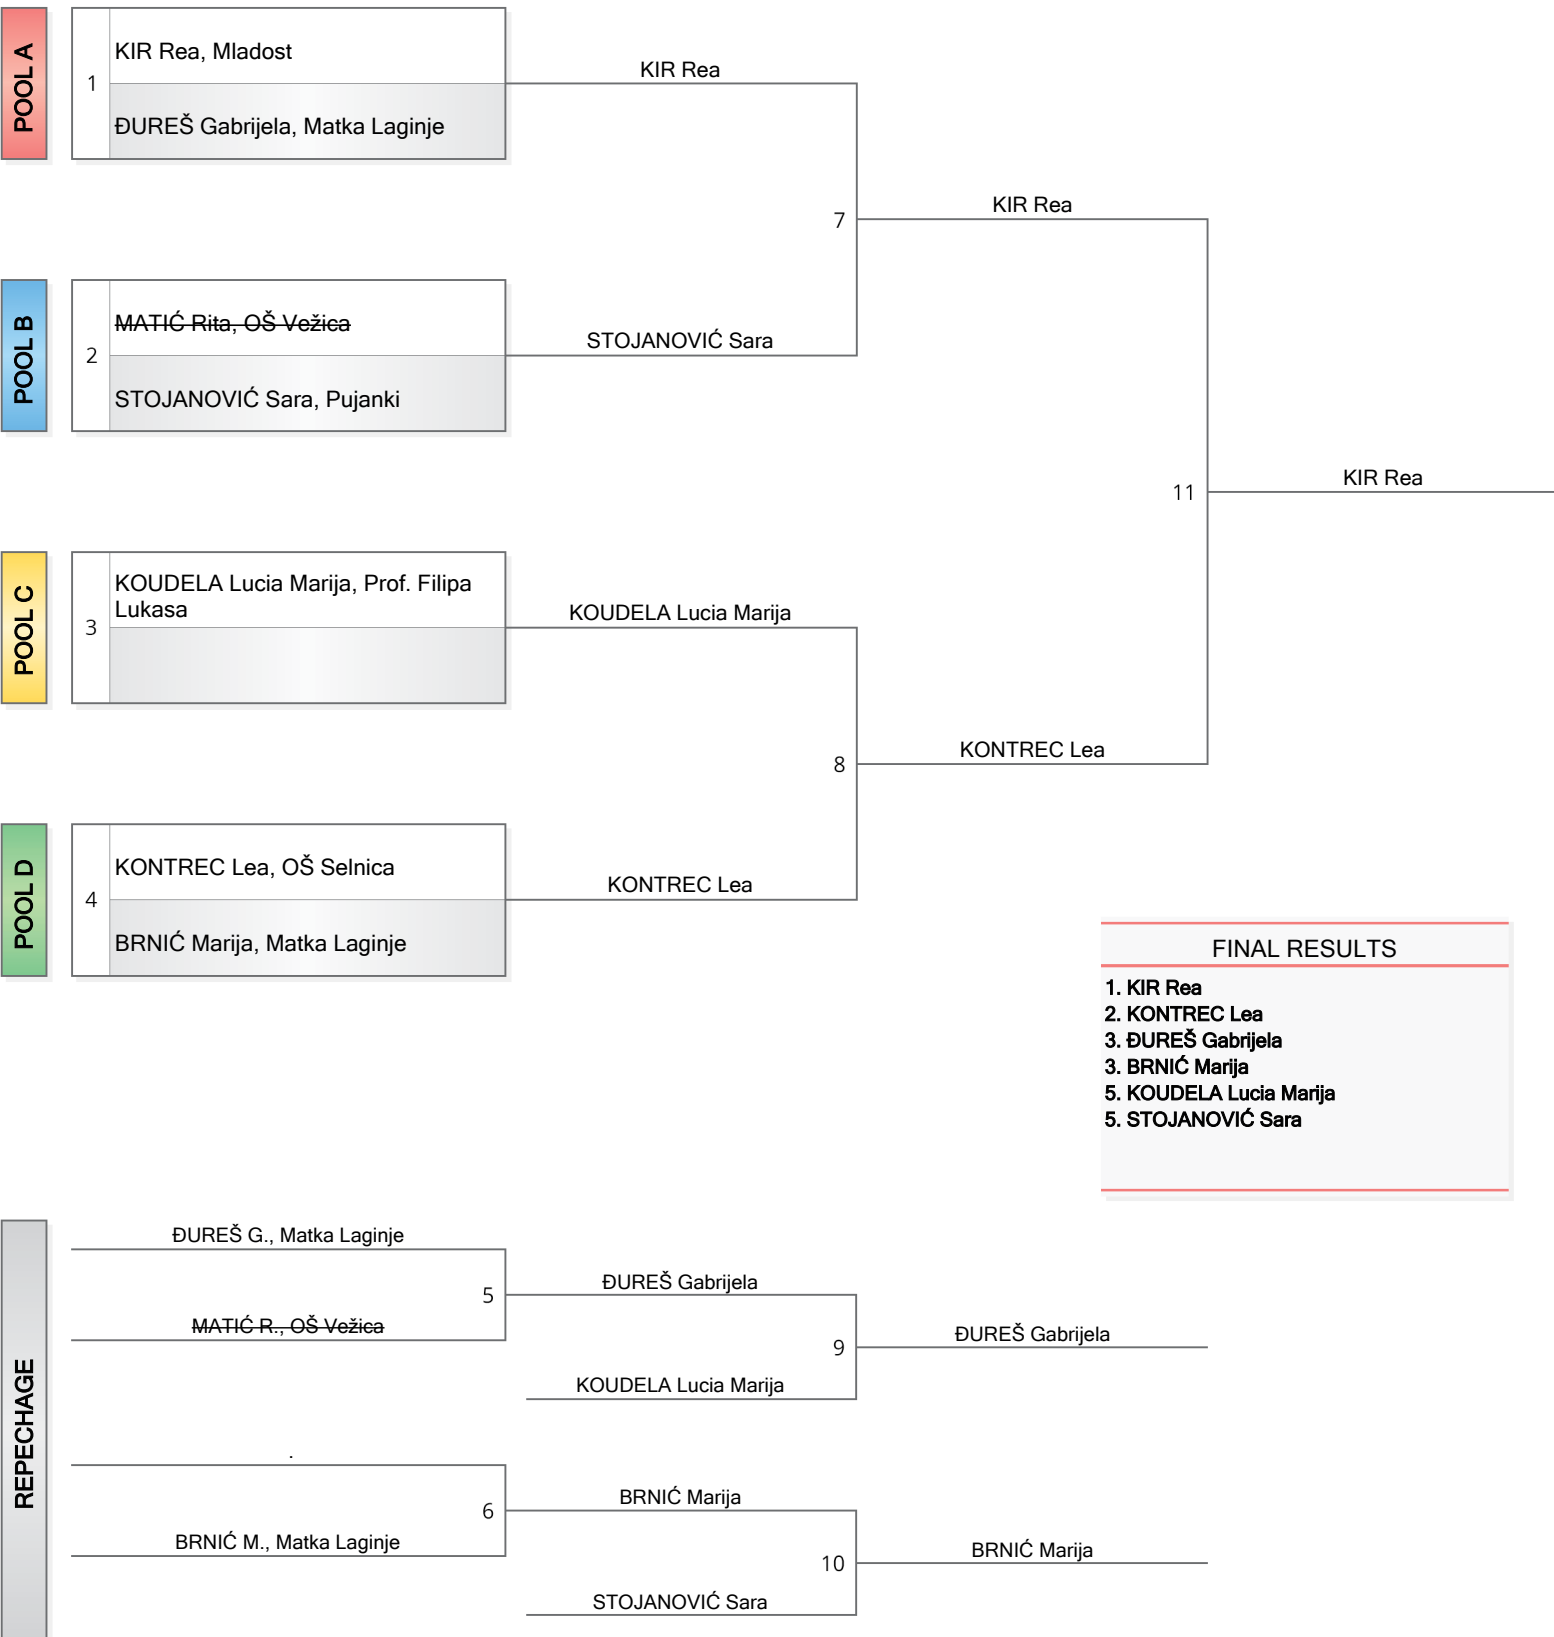 POOL A
1
KIR Rea, Mladost
ĐUREŠ Gabrijela, Matka Laginje
KIR Rea
7
KIR Rea
POOL B
2
MATIĆ Rita, OŠ Vežica
STOJANOVIĆ Sara, Pujanki
STOJANOVIĆ Sara
11
KIR Rea
POOL C
3
KOUDELA Lucia Marija, Prof. Filipa
Lukasa
KOUDELA Lucia Marija
8
KONTREC Lea
POOL D
4
KONTREC Lea, OŠ Selnica
BRNIĆ Marija, Matka Laginje
KONTREC Lea
FINAL RESULTS
1. KIR Rea
2. KONTREC Lea
3. ĐUREŠ Gabrijela
3. BRNIĆ Marija
5. KOUDELA Lucia Marija
5. STOJANOVIĆ Sara
REPECHAGE
ĐUREŠ G., Matka Laginje
5
MATIĆ R., OŠ Vežica
ĐUREŠ Gabrijela
9
KOUDELA Lucia Marija
ĐUREŠ Gabrijela
.
6
BRNIĆ M., Matka Laginje
BRNIĆ Marija
10
STOJANOVIĆ Sara
BRNIĆ Marija